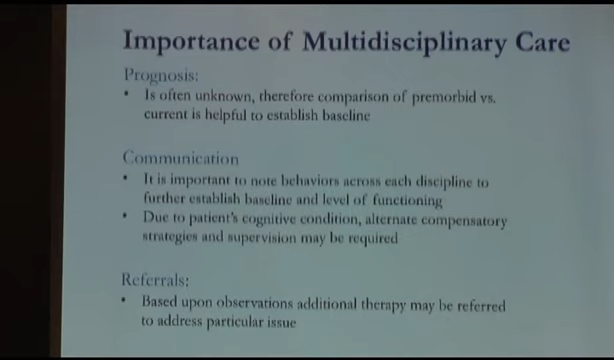 Importance of Multidisciplinary Care
Prognosis:
• Is often unknown, therefore comparison of premorbid vs.
current is helpful to establish baseline
Communication
• It is important to note behaviors across each discipline to
further establish baseline and level of functioning
• Due to patient's cognitive condition, alternate compensatory
strategies and supervision may be required
Referrals:
• Based upon observations additional therapy may be referred
to address particular issue